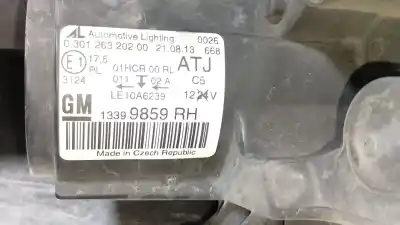 AL Automotive Lighting 0026
0 301 263 202 00 21.08.13 668
E1 17,5 01HCR 00 RL ATJ
PL 011 02 A C5
3124 LE10A6239 12 24V
GM 1339 9859 RH
Made in Czech Republic